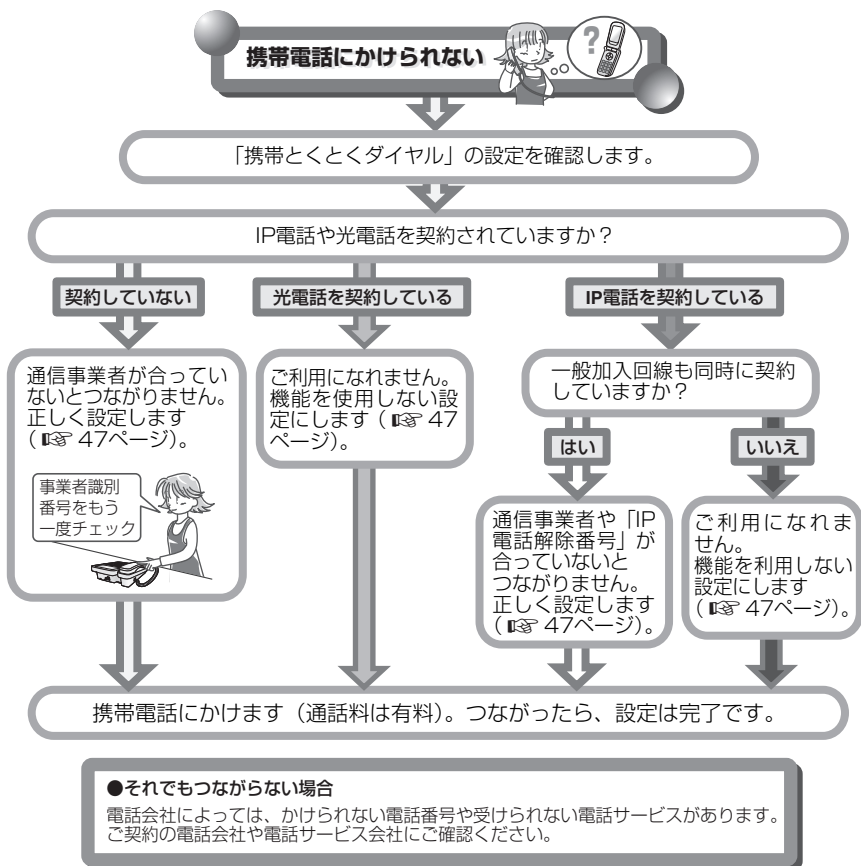 携帯電話にかけられない
?
「携帯とくとくダイヤル」の設定を確認します。
IP電話や光電話を契約されていますか？
契約していない
光電話を契約している
IP電話を契約している
通信事業者が合ってい
ないとつながりません。
正しく設定します
（☞ 47ページ）。
事業者識別
番号をもう
一度チェック
ご利用になれません。
機能を使用しない設
定にします（☞ 47
ページ）。
一般加入回線も同時に契約
していますか？
はい
いいえ
通信事業者や「IP
電話解除番号」が
合っていないと
つながりません。
正しく設定します
（☞ 47ページ）。
ご利用になれま
せん。
機能を利用しない
設定にします
（☞ 47ページ）。
携帯電話にかけます（通話料は有料）。つながったら、設定は完了です。
●それでもつながらない場合
電話会社によっては、かけられない電話番号や受けられない電話サービスがあります。
ご契約の電話会社や電話サービス会社にご確認ください。